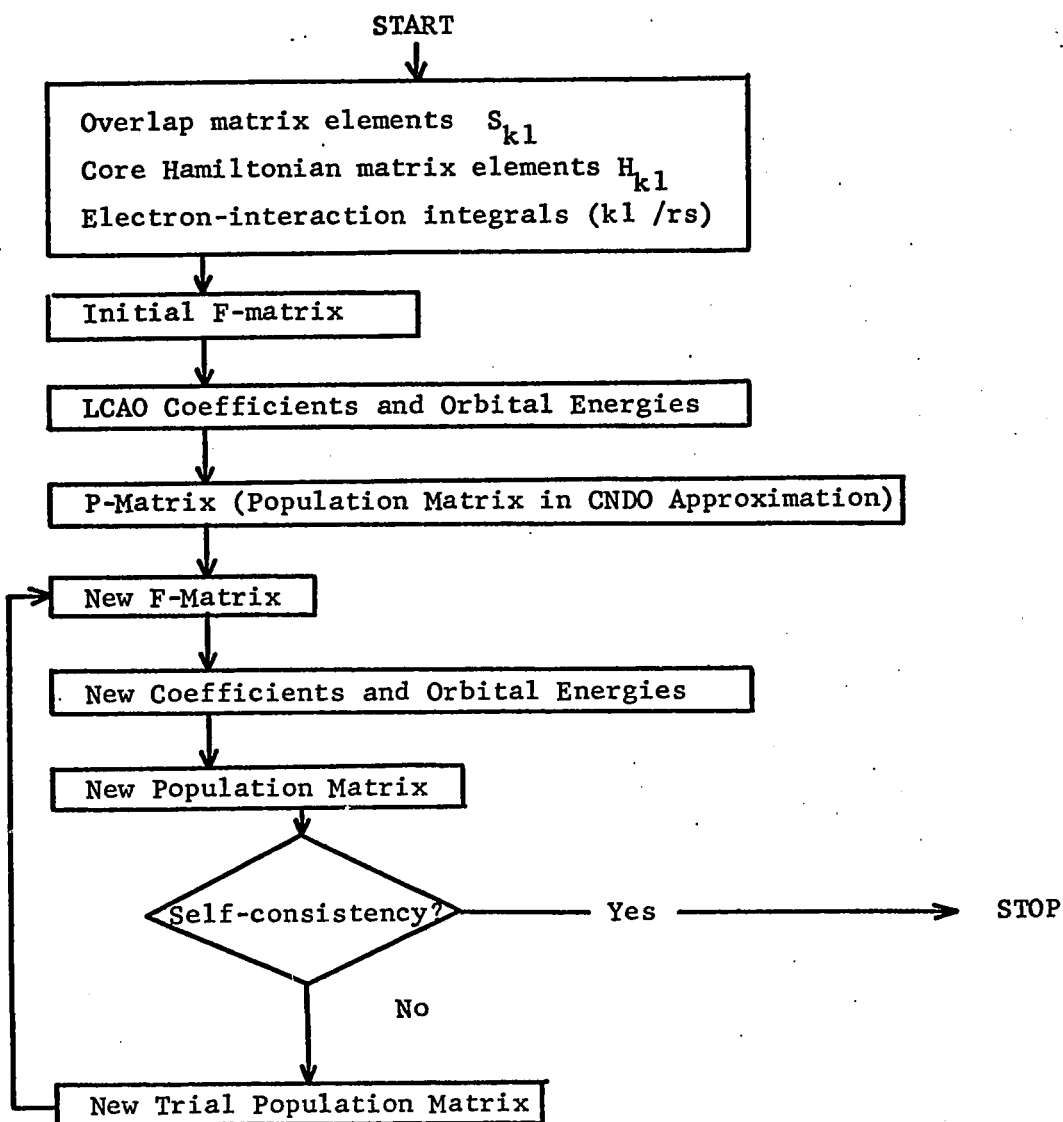 START
Overlap matrix elements S_kl
Core Hamiltonian matrix elements H_kl
Electron-interaction integrals (kl /rs)
Initial F-matrix
LCAO Coefficients and Orbital Energies
P-Matrix (Population Matrix in CNDO Approximation)
New F-Matrix
New Coefficients and Orbital Energies
New Population Matrix
Self-consistency? Yes STOP
No
New Trial Population Matrix